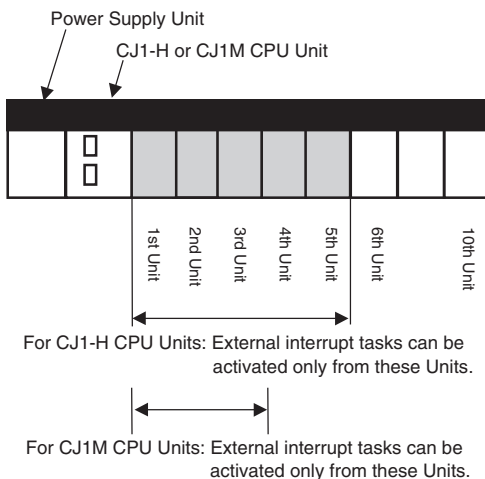 Power Supply Unit
CJ1-H or CJ1M CPU Unit
1st Unit
2nd Unit
3rd Unit
4th Unit
5th Unit
6th Unit
10th Unit
For CJ1-H CPU Units: External interrupt tasks can be
activated only from these Units.
For CJ1M CPU Units: External interrupt tasks can be
activated only from these Units.